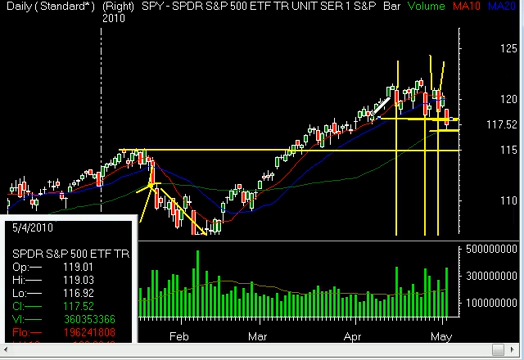 Daily ( Standard* ) (Right) SPY - SPDR S&P 500 ETF TR UNIT SER 1 S&P Bar Volume MA10 MA20
2010
125
120
117.52
115
110
5/4/2010
SPDR S&P 500 ETF TR
Op: 119.01
Hi: 119.03
Lo: 116.92
Cl: 117.52
Vl: 360353366
Flo: 196241808
500000000
300000000
100000000
Feb Mar Apr May